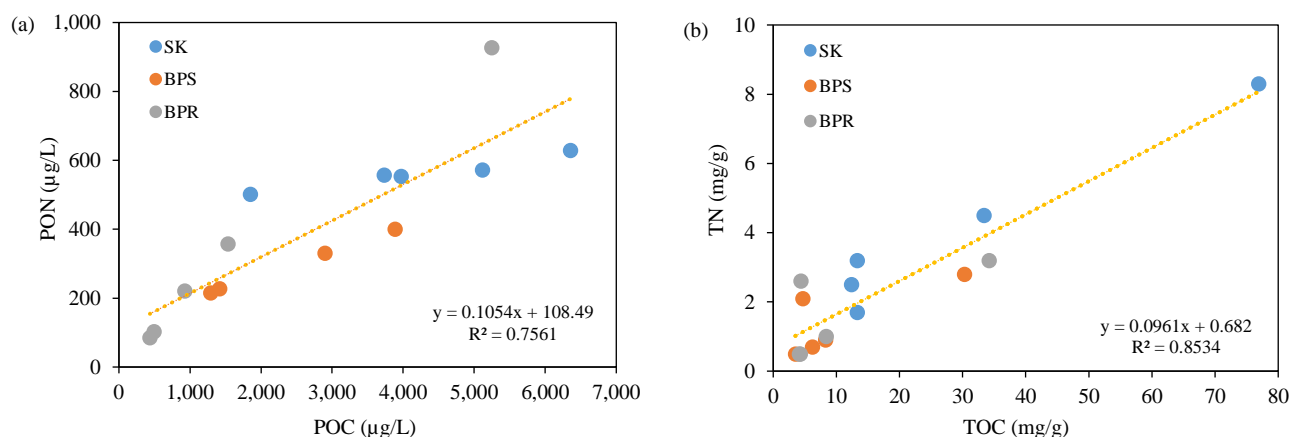 (a)
1,000
800
600
400
200
0
PON (µg/L)
SK
BPS
BPR
y = 0.1054x + 108.49
R² = 0.7561
0 1,000 2,000 3,000 4,000 5,000 6,000 7,000
POC (µg/L)
(b)
10
8
6
4
2
0
TN (mg/g)
SK
BPS
BPR
y = 0.0961x + 0.682
R² = 0.8534
0 10 20 30 40 50 60 70 80
TOC (mg/g)